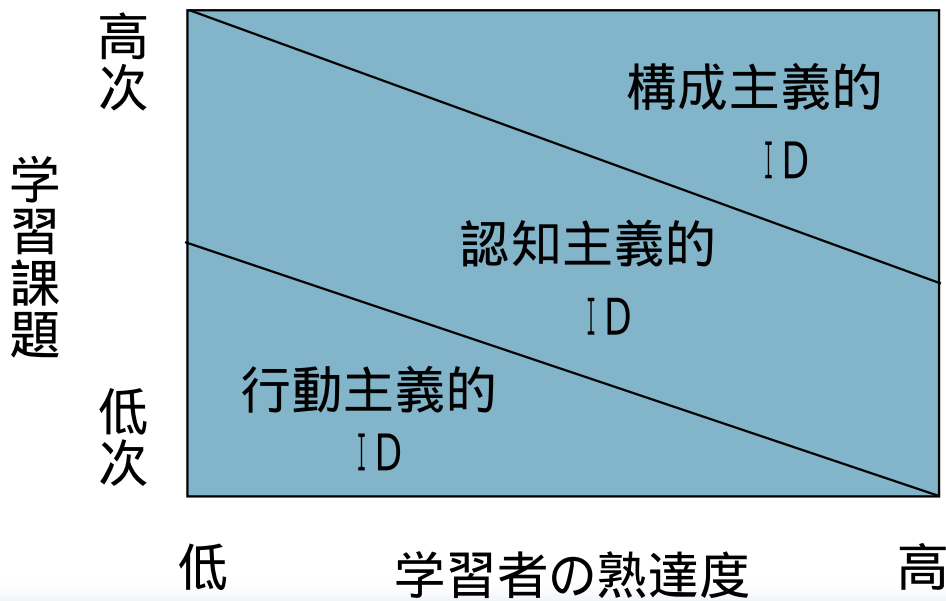 高次
学習課題
低次
構成主義的
ID
認知主義的
ID
行動主義的
ID
低
学習者の熟達度
高